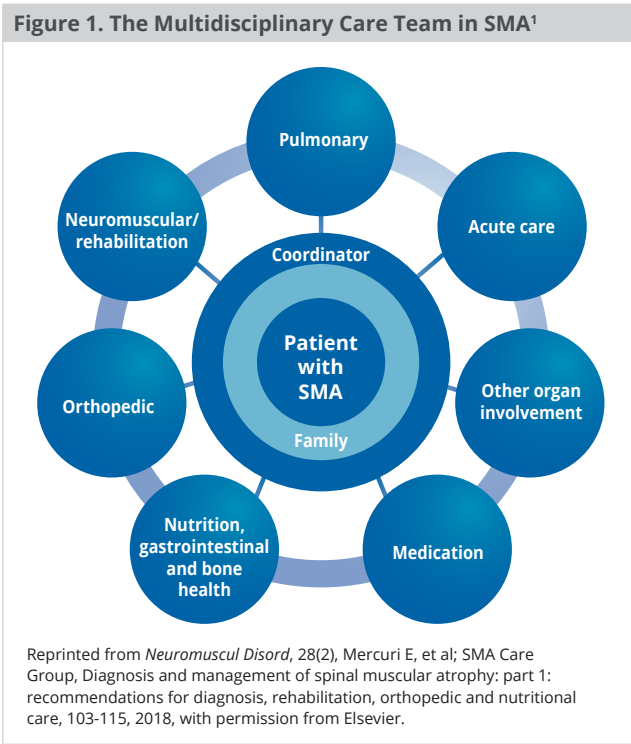 Figure 1. The Multidisciplinary Care Team in SMA¹
Pulmonary
Acute care
Other organ
involvement
Medication
Nutrition,
gastrointestinal
and bone
health
Orthopedic
Neuromuscular/
rehabilitation
Coordinator
Patient
with
SMA
Family
Reprinted from Neuromuscul Disord, 28(2), Mercuri E, et al; SMA Care
Group, Diagnosis and management of spinal muscular atrophy: part 1:
recommendations for diagnosis, rehabilitation, orthopedic and nutritional
care, 103-115, 2018, with permission from Elsevier.